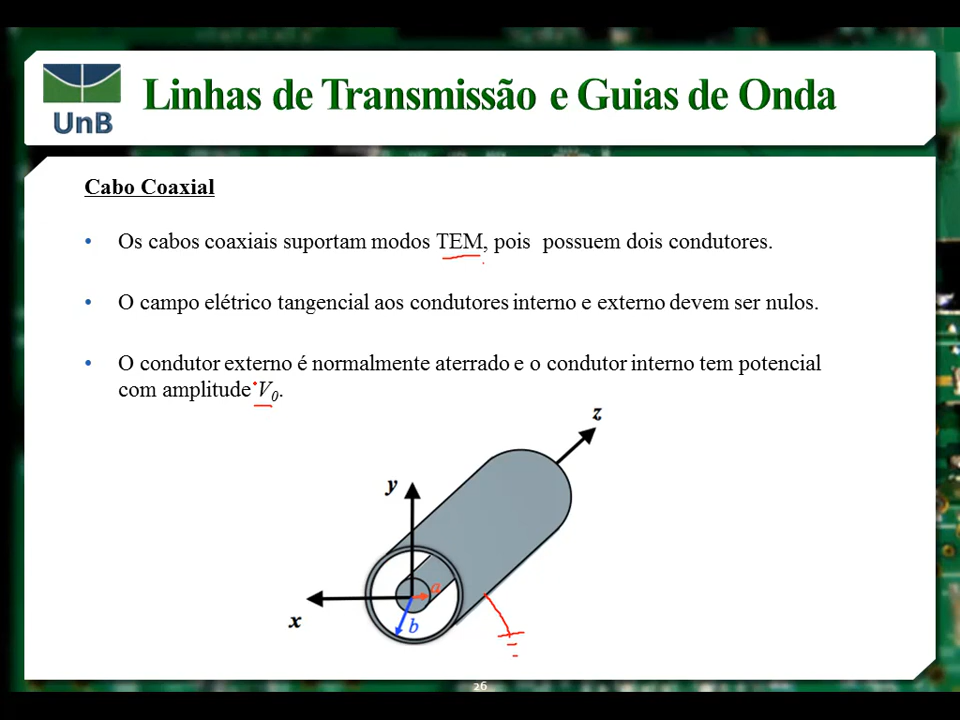 Linhas de Transmissão e Guias de Onda
UnB
Cabo Coaxial
• Os cabos coaxiais suportam modos TEM, pois possuem dois condutores.
• O campo elétrico tangencial aos condutores interno e externo devem ser nulos.
• O condutor externo é normalmente aterrado e o condutor interno tem potencial
com amplitude V0.
z
y
a
x
b
26